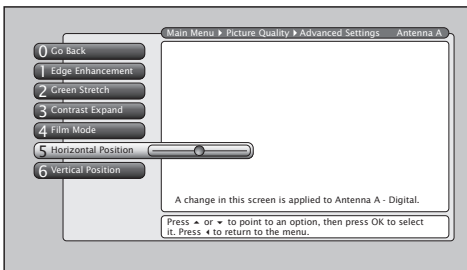 Main Menu ▸ Picture Quality ▸ Advanced Settings Antenna A
0 Go Back
1 Edge Enhancement
2 Green Stretch
3 Contrast Expand
4 Film Mode
5 Horizontal Position
6 Vertical Position
A change in this screen is applied to Antenna A - Digital.
Press ▴ or ▾ to point to an option, then press OK to select
it. Press ◂ to return to the menu.